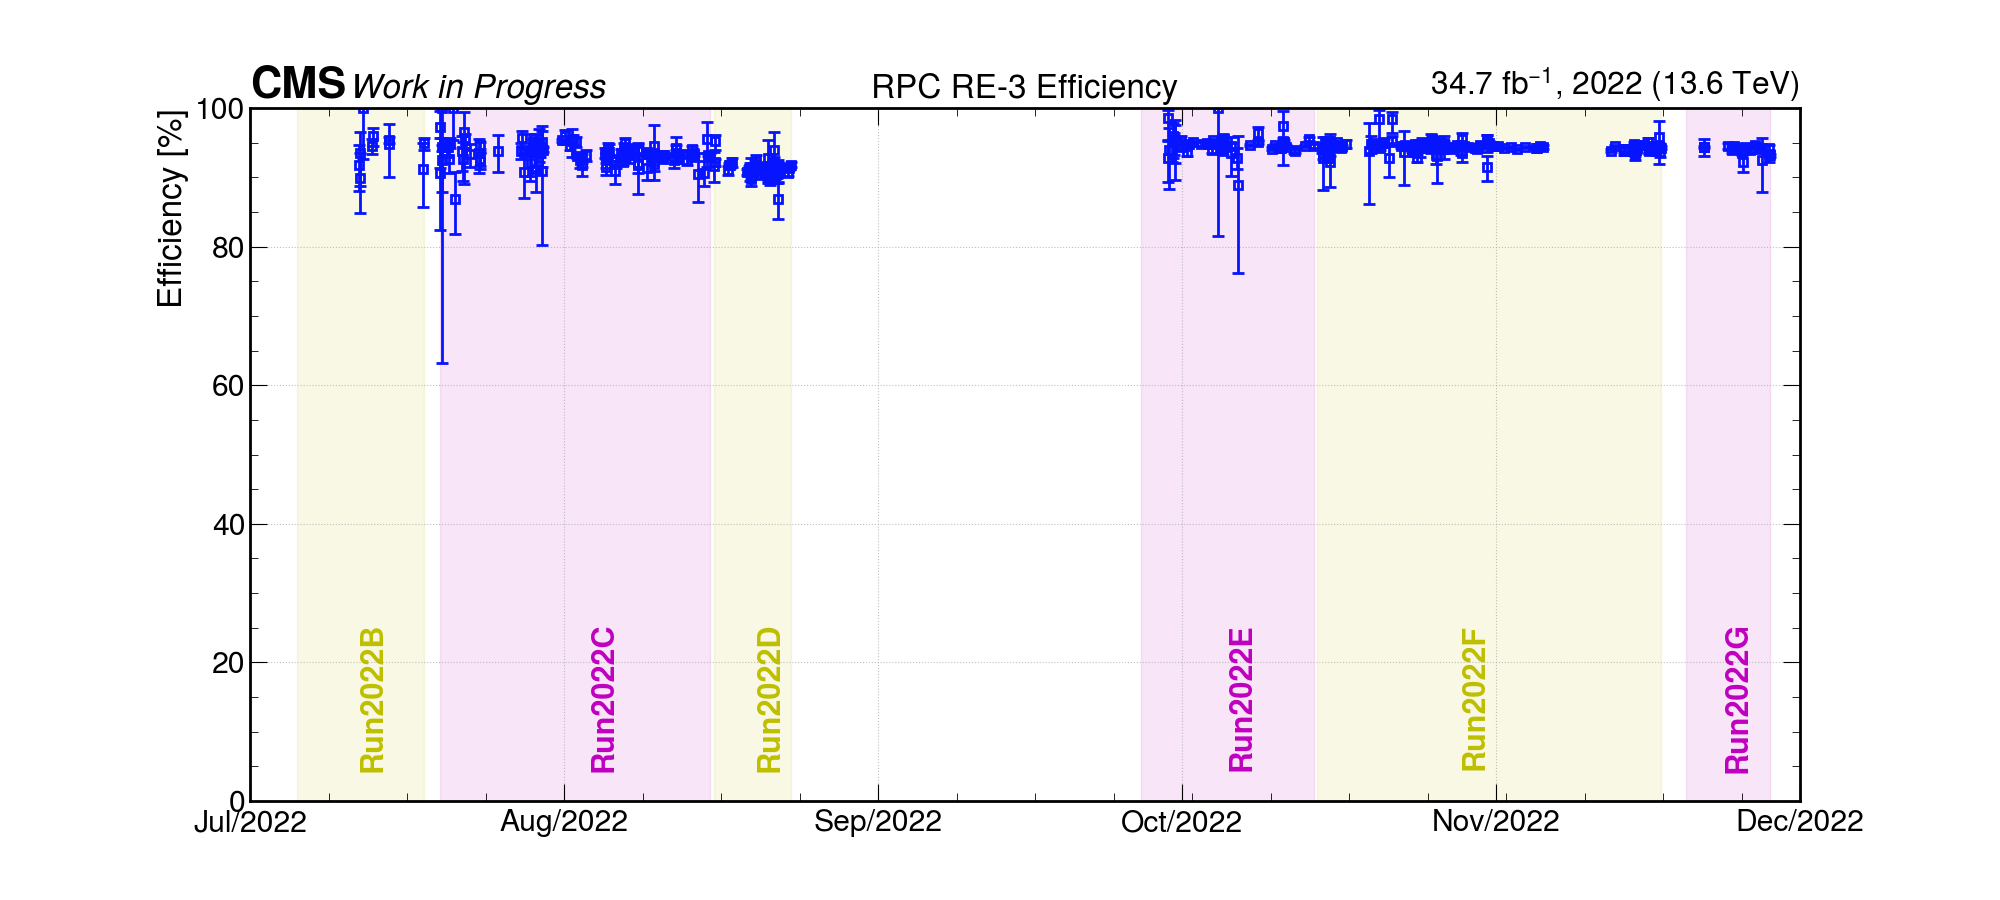 CMS Work in Progress RPC RE-3 Efficiency 34.7 fb⁻¹, 2022 (13.6 TeV)
Efficiency [%]
100
80
60
40
20
0
Run2022B
Run2022C
Run2022D
Run2022E
Run2022F
Run2022G
Jul/2022 Aug/2022 Sep/2022 Oct/2022 Nov/2022 Dec/2022